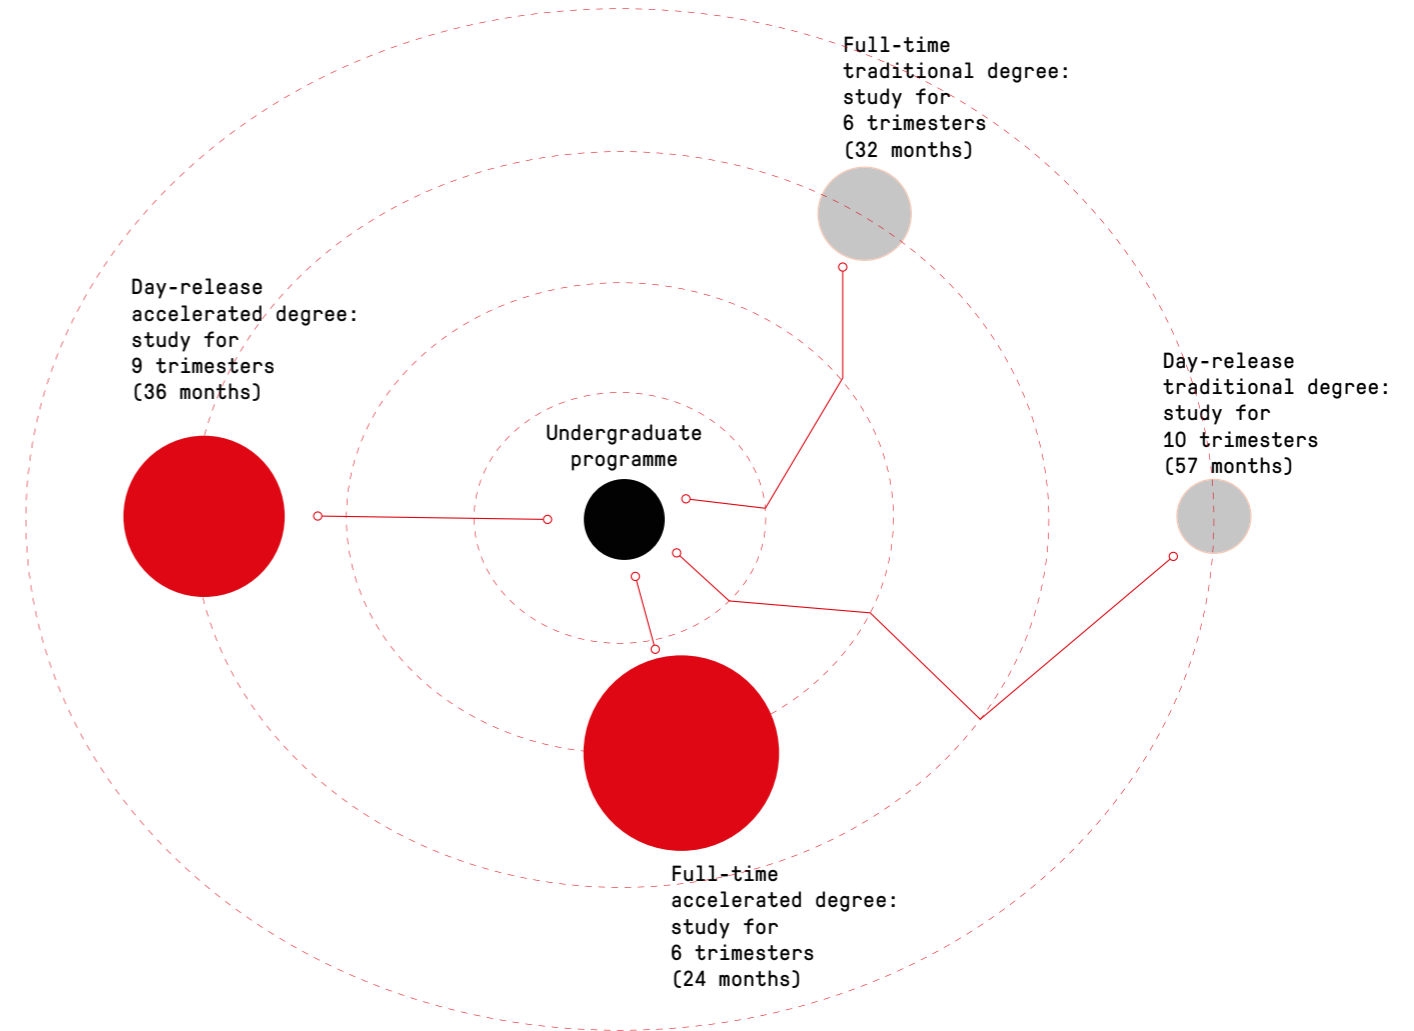 Full-time
traditional degree:
study for
6 trimesters
(32 months)
Day-release
accelerated degree:
study for
9 trimesters
(36 months)
Day-release
traditional degree:
study for
10 trimesters
(57 months)
Undergraduate
programme
Full-time
accelerated degree:
study for
6 trimesters
(24 months)